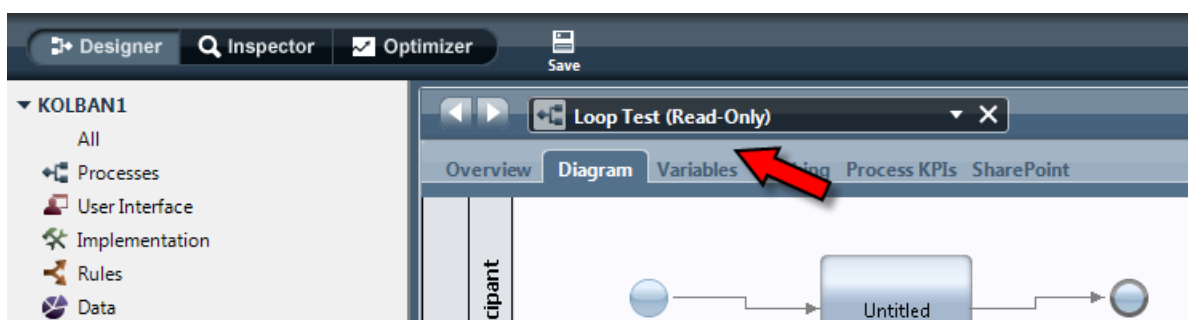 Designer Inspector Optimizer Save
KOLBAN1
All
Processes
User Interface
Implementation
Rules
Data
Loop Test (Read-Only)
Overview Diagram Variables Process KPIs SharePoint
Untitled